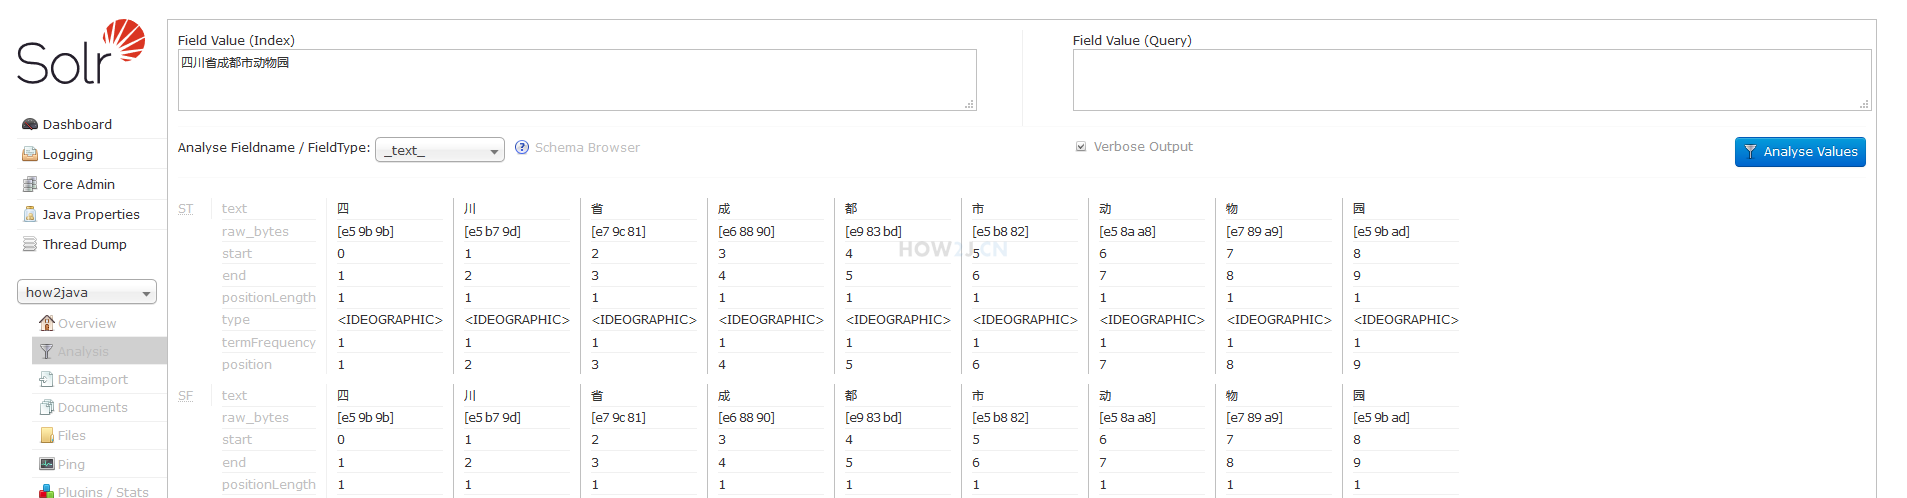 Solr
Dashboard
Logging
Core Admin
Java Properties
Thread Dump
how2java
Overview
Analysis
Dataimport
Documents
Files
Ping
Plugins / Stats
Field Value (Index)
四川省成都市动物园
Field Value (Query)
Analyse Fieldname / FieldType: _text_ ? Schema Browser
Verbose Output
Analyse Values
ST text 四 川 省 成 都 市 动 物 园
raw_bytes [e5 9b 9b] [e5 b7 9d] [e7 9c 81] [e6 88 90] [e9 83 bd] [e5 b8 82] [e5 8a a8] [e7 89 a9] [e5 9b ad]
HOW2J.CN
start 0 1 2 3 4 5 6 7 8
end 1 2 3 4 5 6 7 8 9
positionLength 1 1 1 1 1 1 1 1 1
type <IDEOGRAPHIC> <IDEOGRAPHIC> <IDEOGRAPHIC> <IDEOGRAPHIC> <IDEOGRAPHIC> <IDEOGRAPHIC> <IDEOGRAPHIC> <IDEOGRAPHIC> <IDEOGRAPHIC>
termFrequency 1 1 1 1 1 1 1 1 1
position 1 2 3 4 5 6 7 8 9
SF text 四 川 省 成 都 市 动 物 园
raw_bytes [e5 9b 9b] [e5 b7 9d] [e7 9c 81] [e6 88 90] [e9 83 bd] [e5 b8 82] [e5 8a a8] [e7 89 a9] [e5 9b ad]
start 0 1 2 3 4 5 6 7 8
end 1 2 3 4 5 6 7 8 9
positionLength 1 1 1 1 1 1 1 1 1